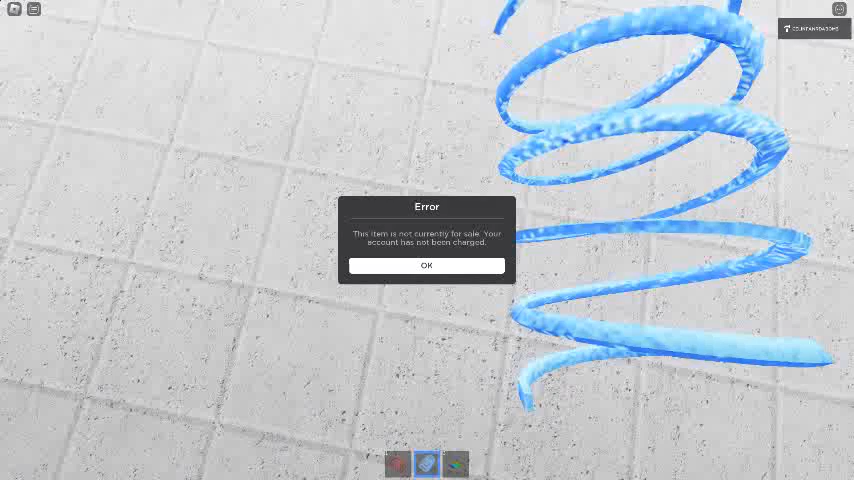 Error
This item is not currently for sale. Your
account has not been charged.
OK